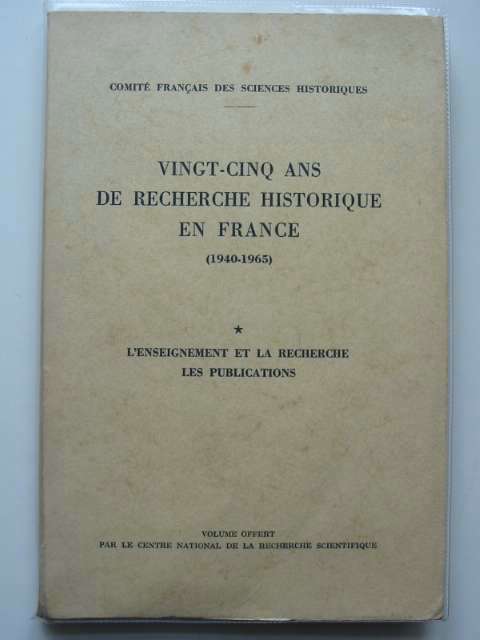 COMITÉ FRANÇAIS DES SCIENCES HISTORIQUES
VINGT-CINQ ANS
DE RECHERCHE HISTORIQUE
EN FRANCE
(1940-1965)
★
L'ENSEIGNEMENT ET LA RECHERCHE
LES PUBLICATIONS
VOLUME OFFERT
PAR LE CENTRE NATIONAL DE LA RECHERCHE SCIENTIFIQUE